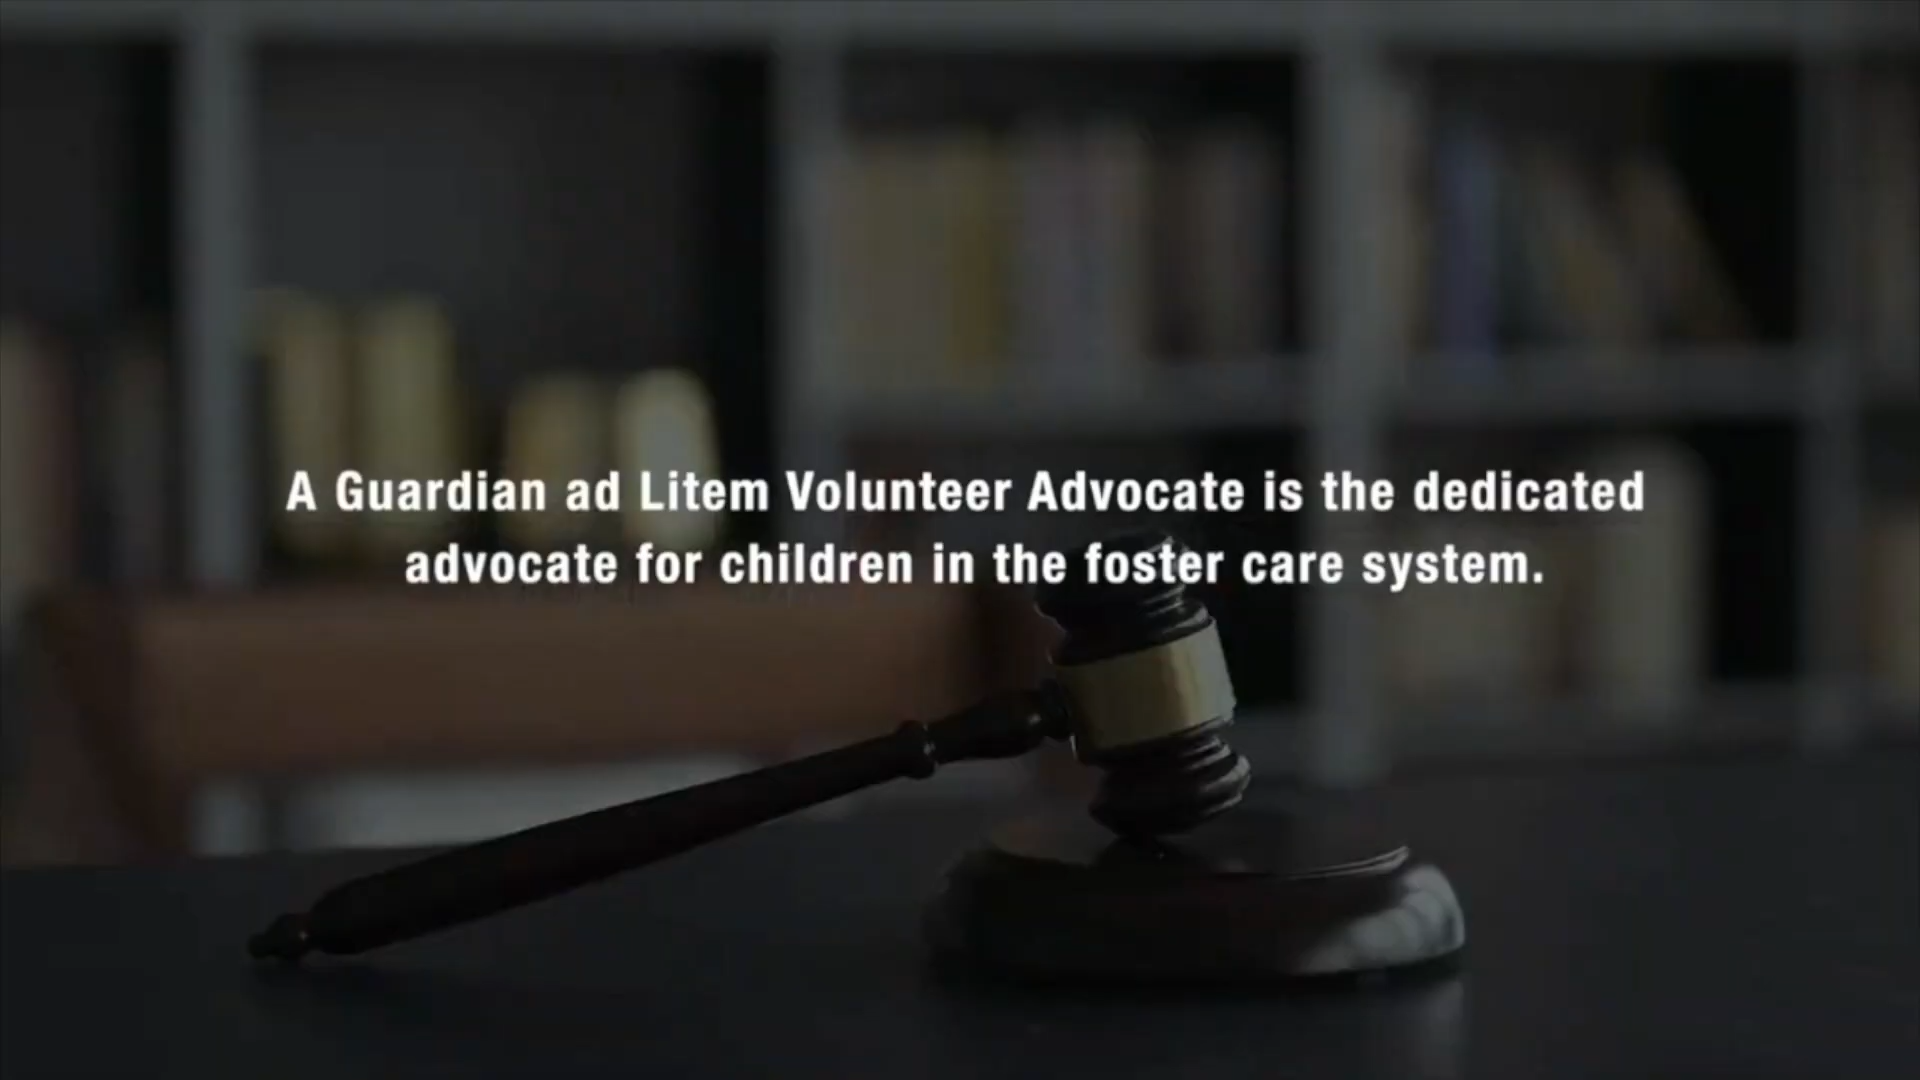 A Guardian ad Litem Volunteer Advocate is the dedicated
advocate for children in the foster care system.